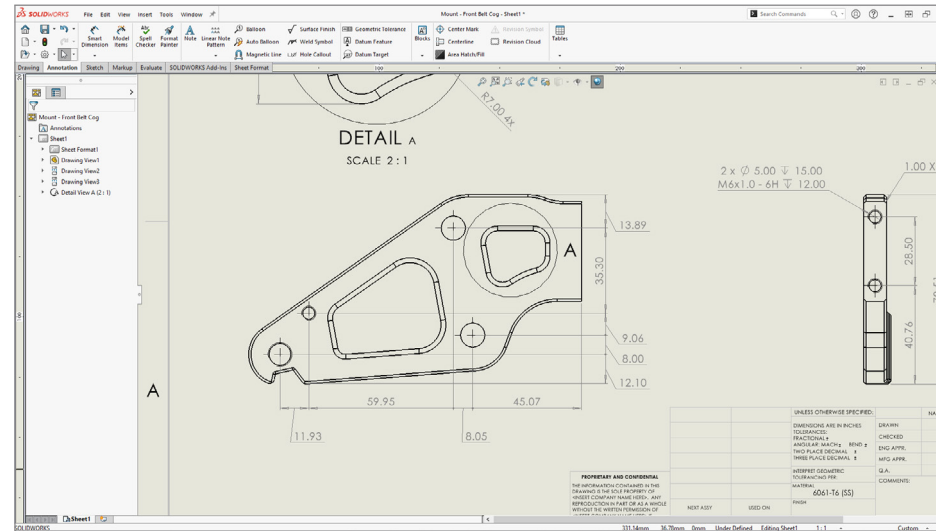 SOLIDWORKS File Edit View Insert Tools Window
Mount - Front Belt Cog - Sheet1 *
Search Commands
Smart Dimension
Model Items
Spell Checker
Format Painter
Note
Linear Note Pattern
Balloon
Auto Balloon
Magnetic Line
Surface Finish
Weld Symbol
Hole Callout
Geometric Tolerance
Datum Feature
Datum Target
Blocks
Center Mark
Centerline
Area Hatch/Fill
Revision Symbol
Revision Cloud
Tables
Drawing Annotation Sketch Markup Evaluate SOLIDWORKS Add-Ins Sheet Format
100
200
300
Mount - Front Belt Cog
Annotations
Sheet1
Sheet Format1
Drawing View1
Drawing View2
Drawing View3
Detail View A (2 : 1)
R7.00 4X
DETAIL A
SCALE 2 : 1
2 x ∅ 5.00 ↧ 15.00
M6x1.0 - 6H ↧ 12.00
1.00 X
13.89
A
35.30
28.50
9.06
8.00
40.76
12.10
A
59.95
45.07
11.93
8.05
UNLESS OTHERWISE SPECIFIED:
DIMENSIONS ARE IN INCHES
TOLERANCES:
FRACTIONAL ±
ANGULAR: MACH ± BEND ±
TWO PLACE DECIMAL ±
THREE PLACE DECIMAL ±
INTERPRET GEOMETRIC
TOLERANCING PER:
MATERIAL
6061-T6 (SS)
FINISH
NA
DRAWN
CHECKED
ENG APPR.
MFG APPR.
Q.A.
COMMENTS:
PROPRIETARY AND CONFIDENTIAL
THE INFORMATION CONTAINED IN THIS
DRAWING IS THE SOLE PROPERTY OF
<INSERT COMPANY NAME HERE>. ANY
REPRODUCTION IN PART OR AS A WHOLE
WITHOUT THE WRITTEN PERMISSION OF
NEXT ASSY
USED ON
Sheet1
SOLIDWORKS
331.14mm 36.70mm 0mm Under Defined Editing Sheet1 1 : 1 Custom